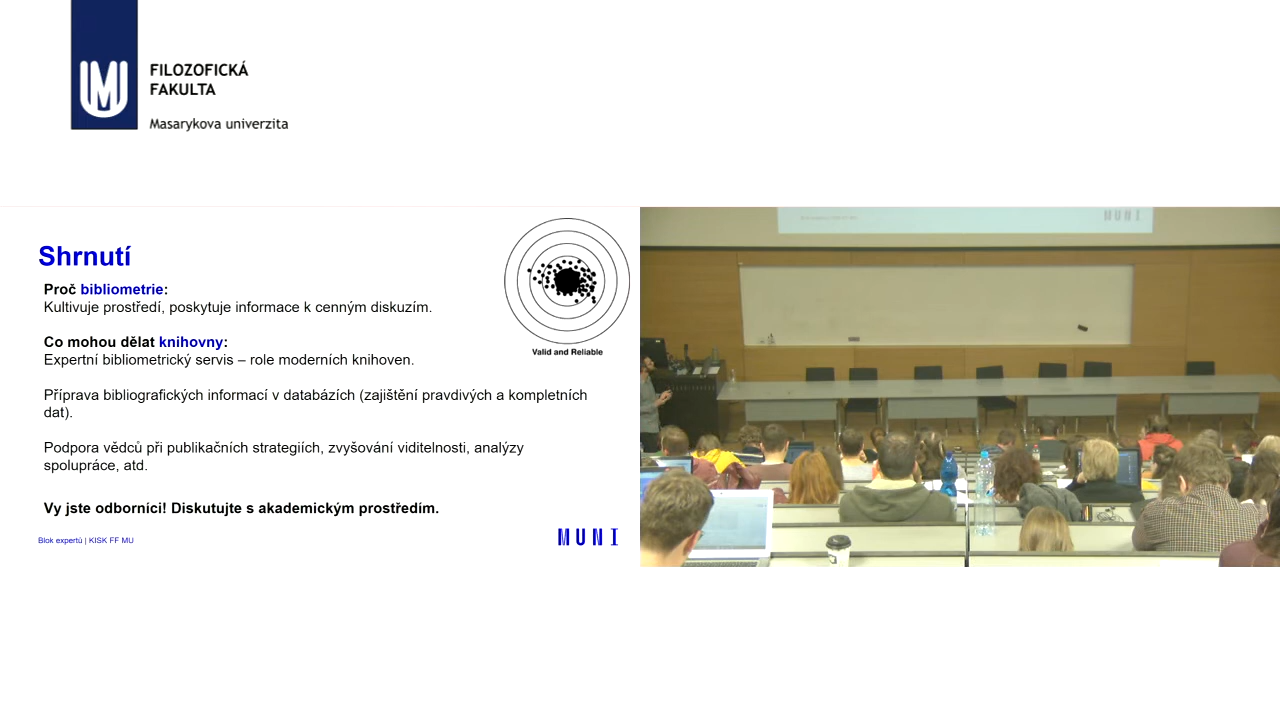 FILOZOFICKÁ
FAKULTA
Masarykova univerzita
Shrnutí
Proč bibliometrie:
Kultivuje prostředí, poskytuje informace k cenným diskuzím.
Valid and Reliable
Co mohou dělat knihovny:
Expertní bibliometrický servis – role moderních knihoven.
Příprava bibliografických informací v databázích (zajištění pravdivých a kompletních
dat).
Podpora vědců při publikačních strategiích, zvyšování viditelnosti, analýzy
spolupráce, atd.
Vy jste odborníci! Diskutujte s akademickým prostředím.
Blok expertů | KISK FF MU
MUNI
MUNI